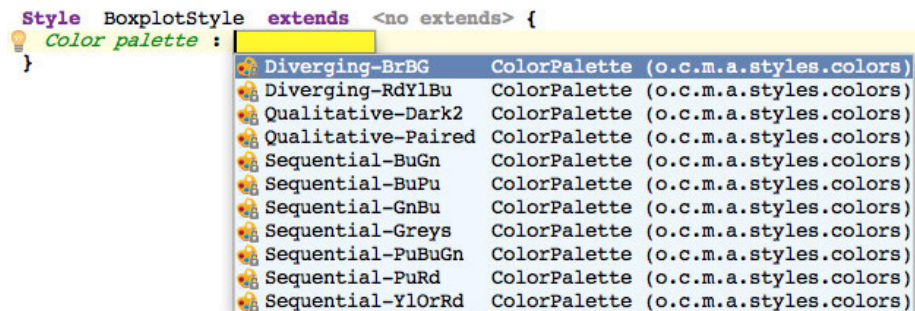 Style BoxplotStyle extends <no extends> {
Color palette :
}
Diverging-BrBG ColorPalette (o.c.m.a.styles.colors)
Diverging-RdYlBu ColorPalette (o.c.m.a.styles.colors)
Qualitative-Dark2 ColorPalette (o.c.m.a.styles.colors)
Qualitative-Paired ColorPalette (o.c.m.a.styles.colors)
Sequential-BuGn ColorPalette (o.c.m.a.styles.colors)
Sequential-BuPu ColorPalette (o.c.m.a.styles.colors)
Sequential-GnBu ColorPalette (o.c.m.a.styles.colors)
Sequential-Greys ColorPalette (o.c.m.a.styles.colors)
Sequential-PuBuGn ColorPalette (o.c.m.a.styles.colors)
Sequential-PuRd ColorPalette (o.c.m.a.styles.colors)
Sequential-YlOrRd ColorPalette (o.c.m.a.styles.colors)